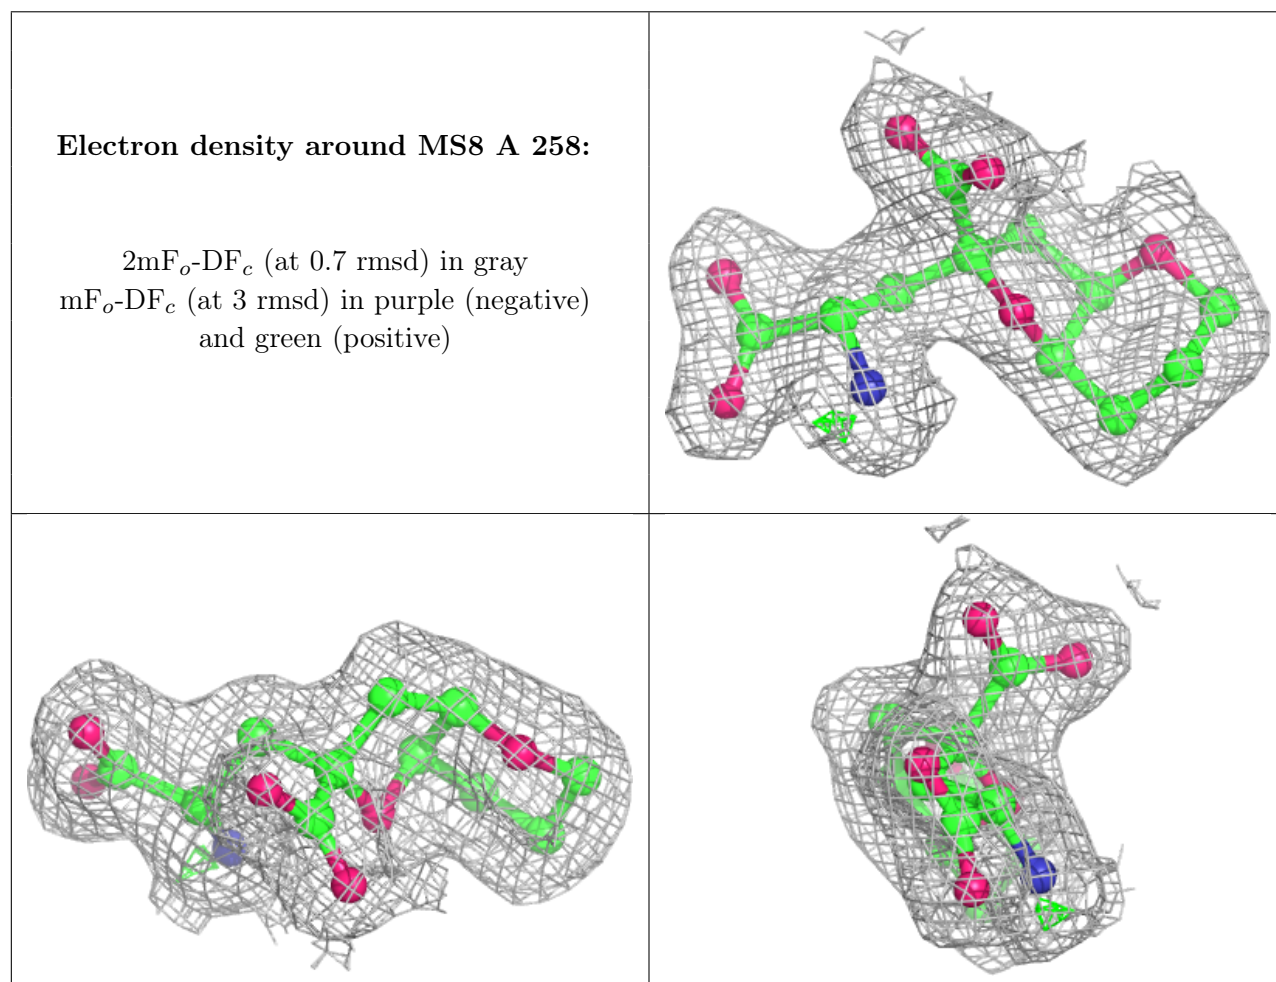 Electron density around MS8 A 258:
2mFₒ-DF𝒸 (at 0.7 rmsd) in gray
mFₒ-DF𝒸 (at 3 rmsd) in purple (negative)
and green (positive)